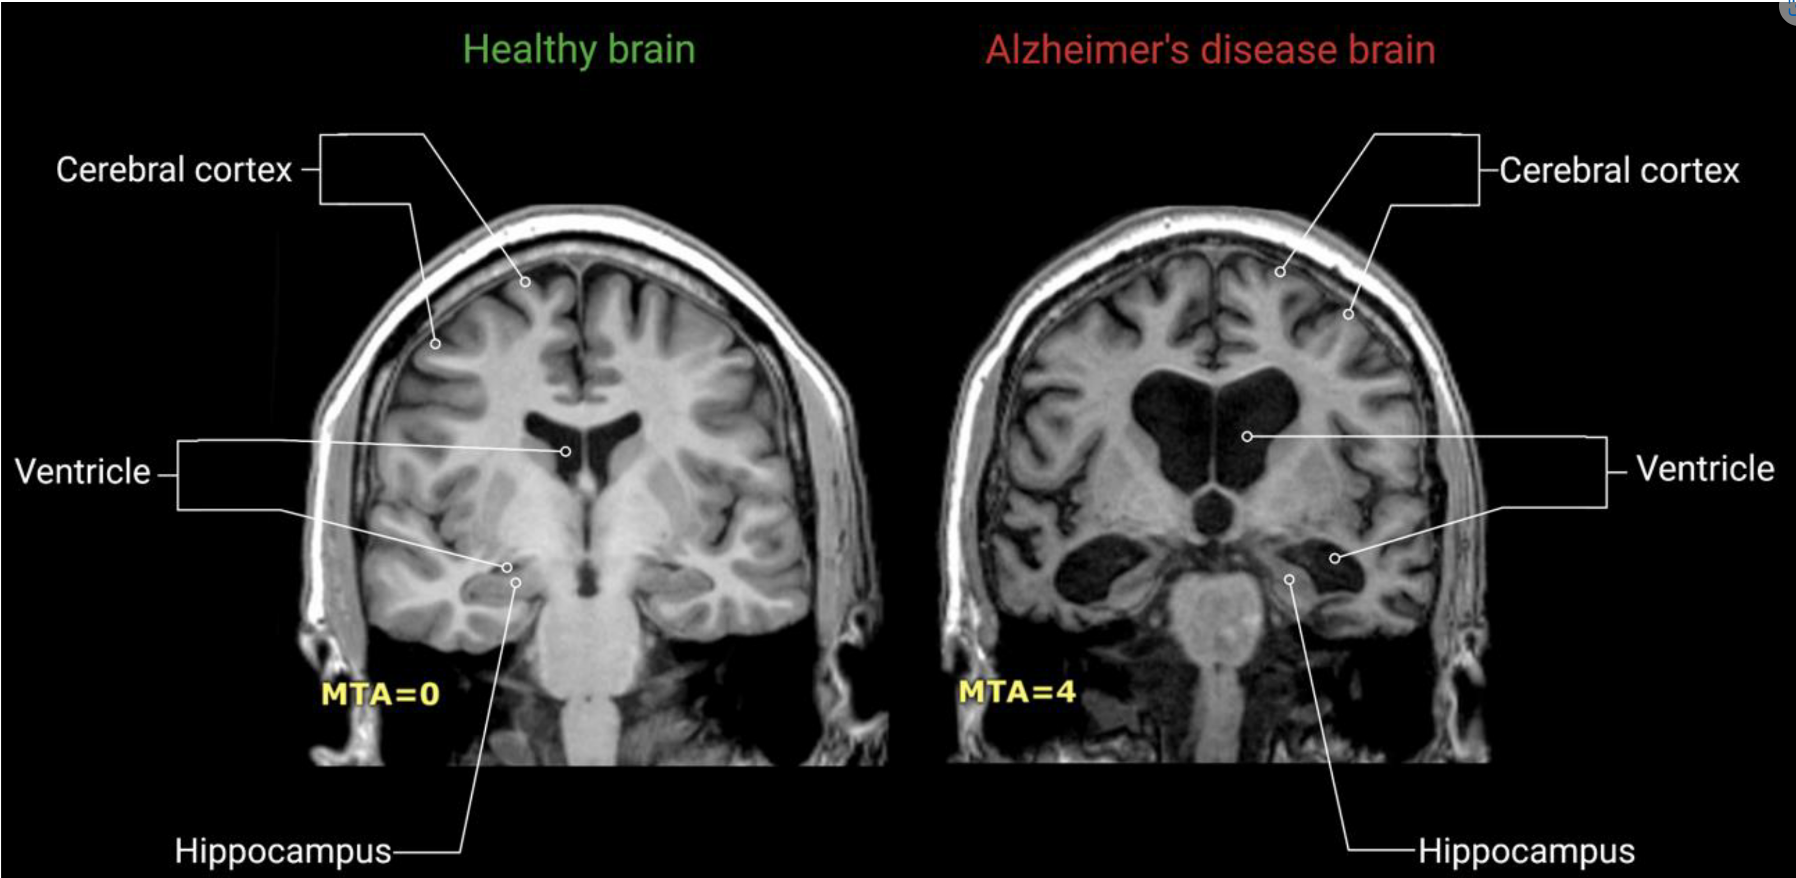 Healthy brain
Alzheimer's disease brain
Cerebral cortex
Cerebral cortex
Ventricle
Ventricle
MTA=0
MTA=4
Hippocampus
Hippocampus